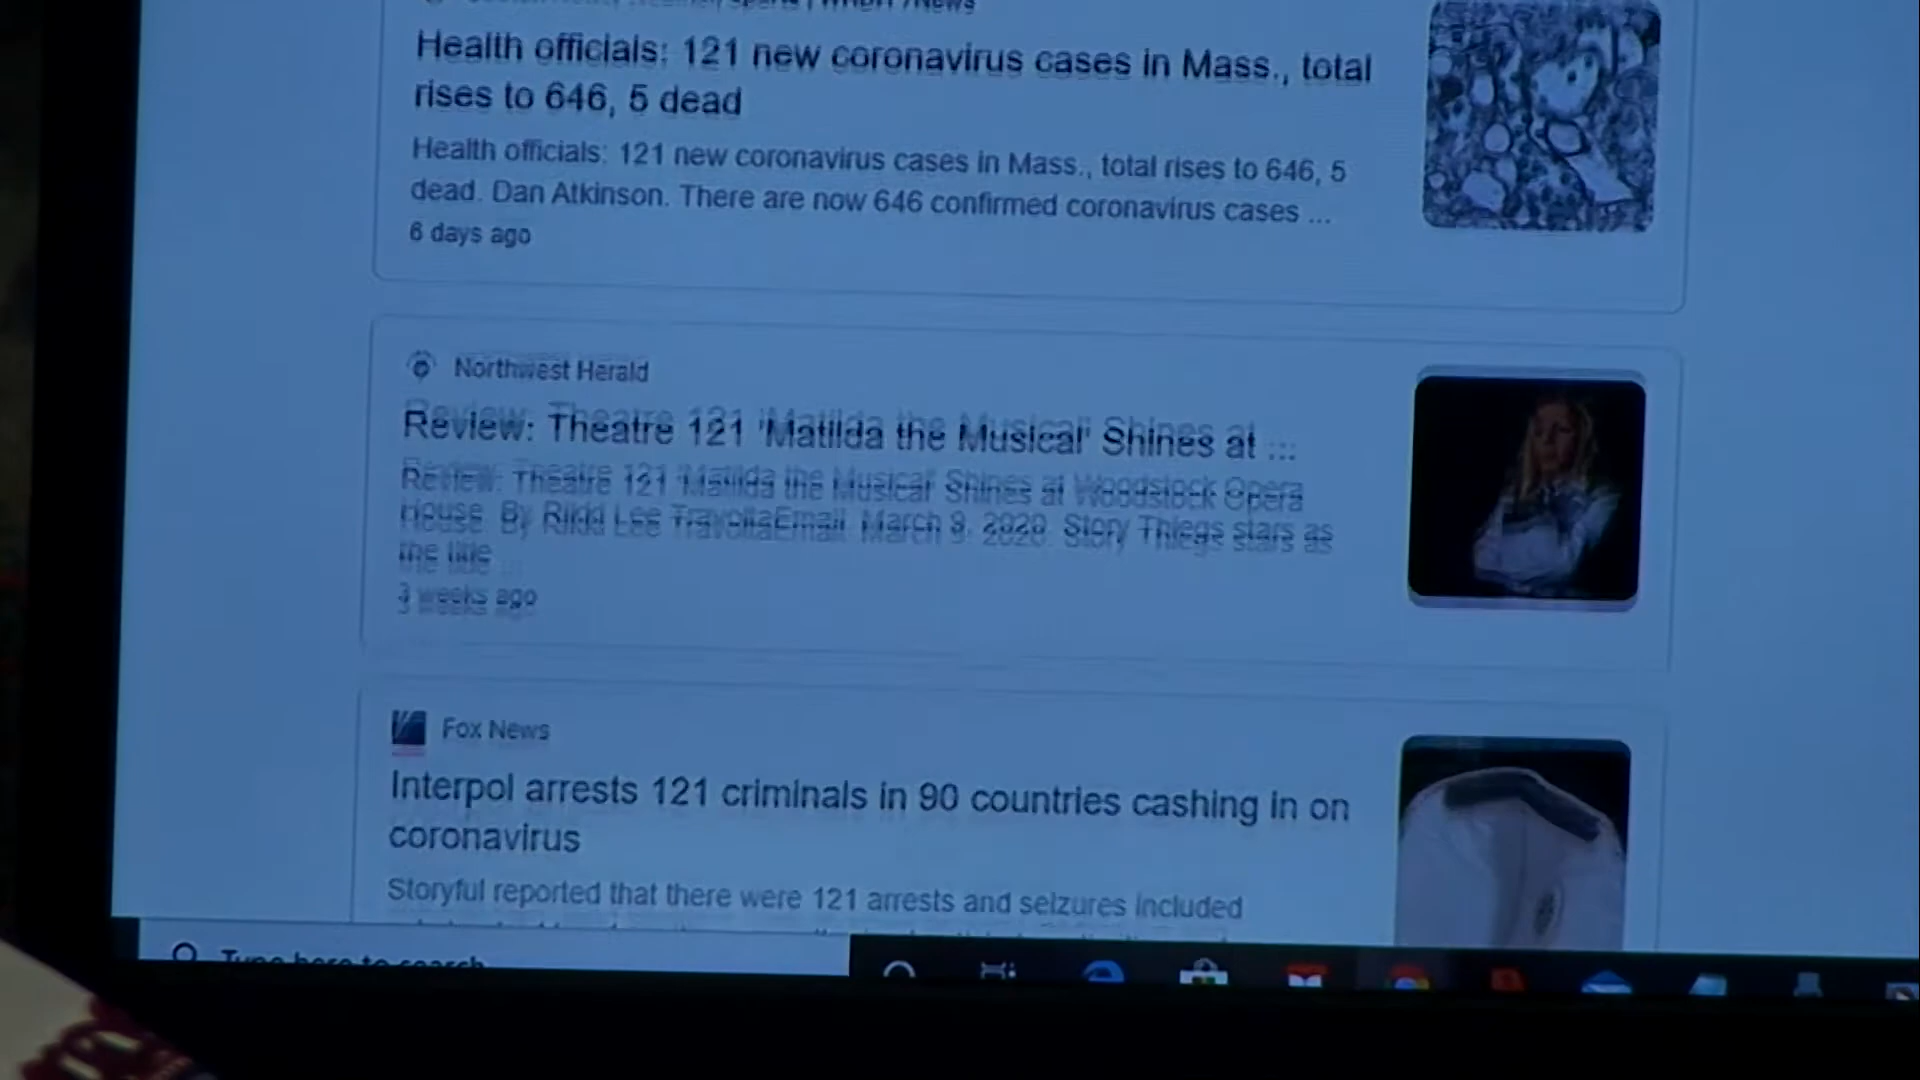 Health officials: 121 new coronavirus cases in Mass., total
rises to 646, 5 dead
Health officials: 121 new coronavirus cases in Mass., total rises to 646, 5
dead. Dan Atkinson. There are now 646 confirmed coronavirus cases ...
6 days ago
Northwest Herald
Review: Theatre 121 'Matilda the Musical' Shines at ...
Review: Theatre 121 'Matilda the Musical' Shines at Woodstock Opera
House. By Rikki Lee TravoltaEmail. March 9, 2020. Story Thiegs stars as
the title ...
3 weeks ago
Fox News
Interpol arrests 121 criminals in 90 countries cashing in on
coronavirus
Storyful reported that there were 121 arrests and seizures included
Type here to search